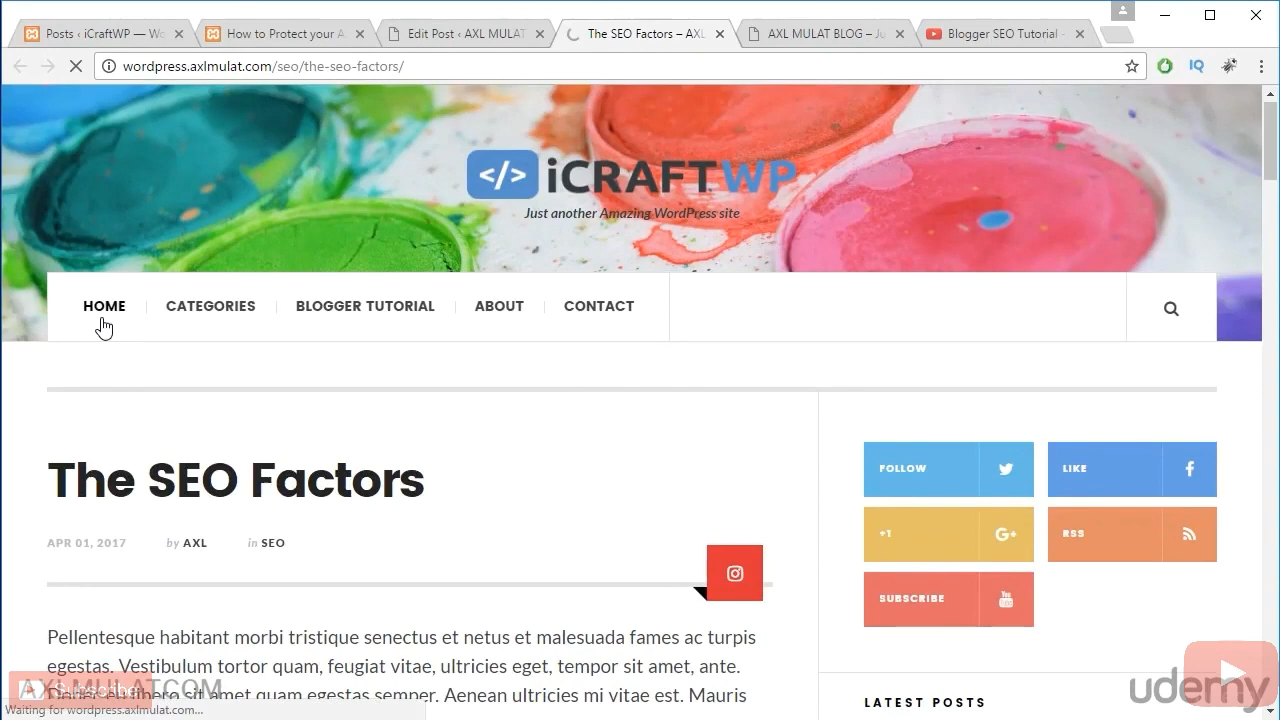 Posts ‹ iCraftWP — Wo
How to Protect your A
Edit Post ‹ AXL MULAT
The SEO Factors – AXL
AXL MULAT BLOG – Ju
Blogger SEO Tutorial -
wordpress.axlmulat.com/seo/the-seo-factors/
IQ
</> iCRAFTWP
Just another Amazing WordPress site
HOME
CATEGORIES
BLOGGER TUTORIAL
ABOUT
CONTACT
The SEO Factors
APR 01, 2017
by AXL
in SEO
FOLLOW
LIKE
+1
G+
RSS
SUBSCRIBE
You Tube
Pellentesque habitant morbi tristique senectus et netus et malesuada fames ac turpis
egestas. Vestibulum tortor quam, feugiat vitae, ultricies eget, tempor sit amet, ante.
Donec eu libero sit amet quam egestas semper. Aenean ultricies mi vitae est. Mauris
AXLMULAT.COM
Subscribe
Waiting for wordpress.axlmulat.com...
LATEST POSTS
udemy